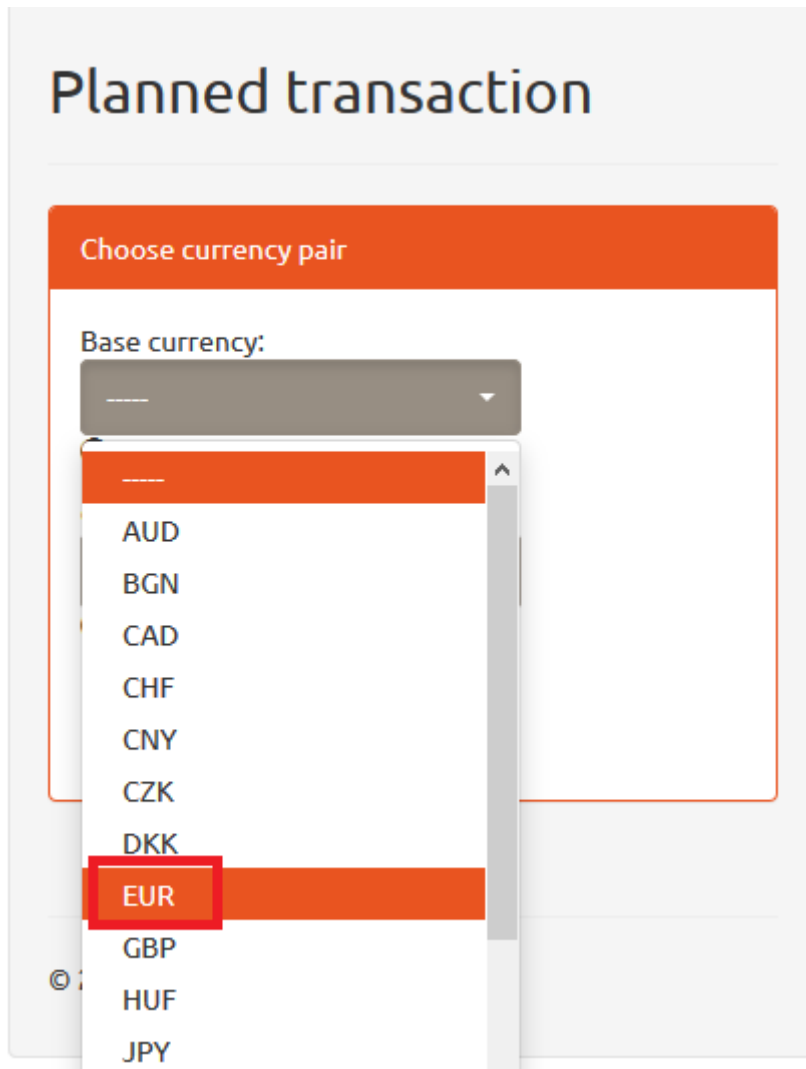 Planned transaction
Choose currency pair
Base currency:
-----
-----
AUD
BGN
CAD
CHF
CNY
CZK
DKK
EUR
GBP
HUF
JPY
©